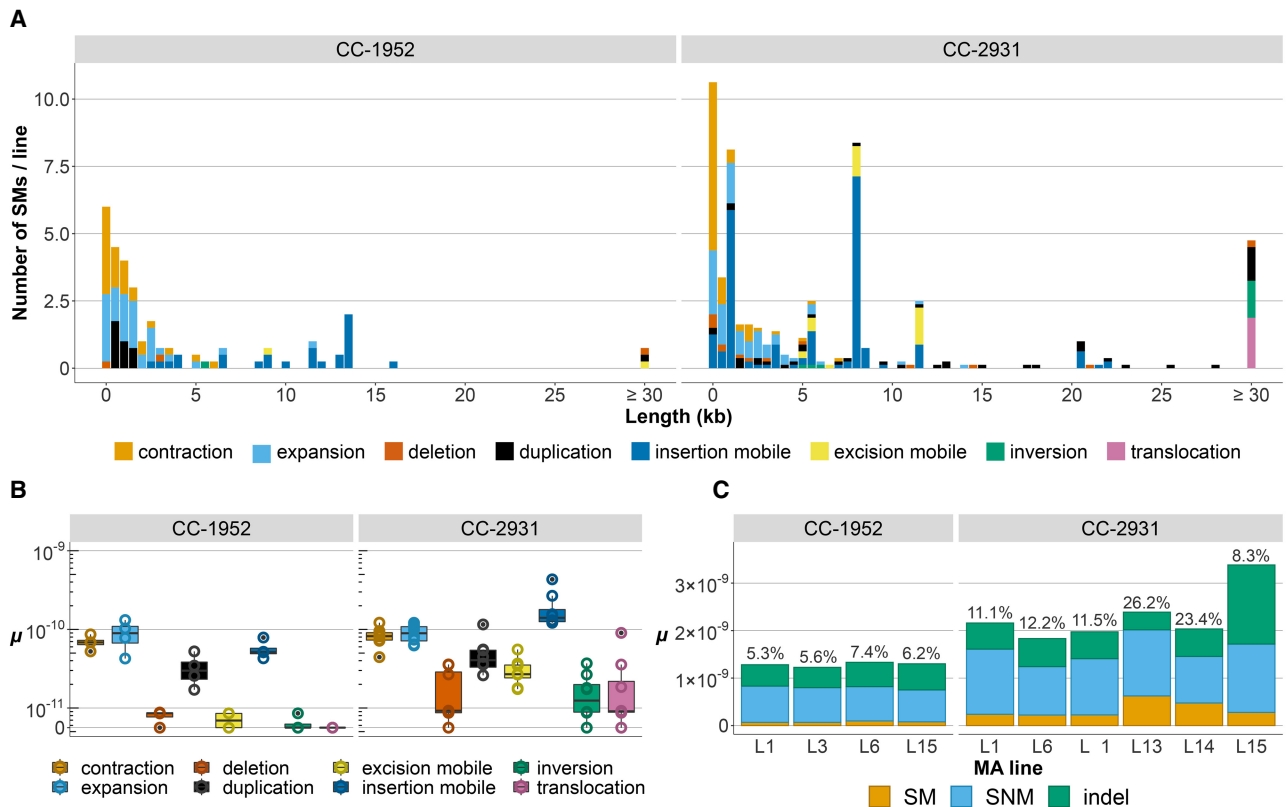 A
CC-1952
CC-2931
Number of SMs / line
10.0
7.5
5.0
2.5
0
0 5 10 15 20 25 ≥ 30
0 5 10 15 20 25 ≥ 30
Length (kb)
contraction expansion deletion duplication insertion mobile excision mobile inversion translocation
B
CC-1952
CC-2931
μ
10⁻⁹
10⁻¹⁰
10⁻¹¹
0
contraction deletion excision mobile inversion
expansion duplication insertion mobile translocation
C
CC-1952
CC-2931
μ
3×10⁻⁹
2×10⁻⁹
1×10⁻⁹
0
5.3% 5.6% 7.4% 6.2%
11.1% 12.2% 11.5% 26.2% 23.4% 8.3%
L1 L3 L6 L15
L1 L6 L 1 L13 L14 L15
MA line
SM SNM indel